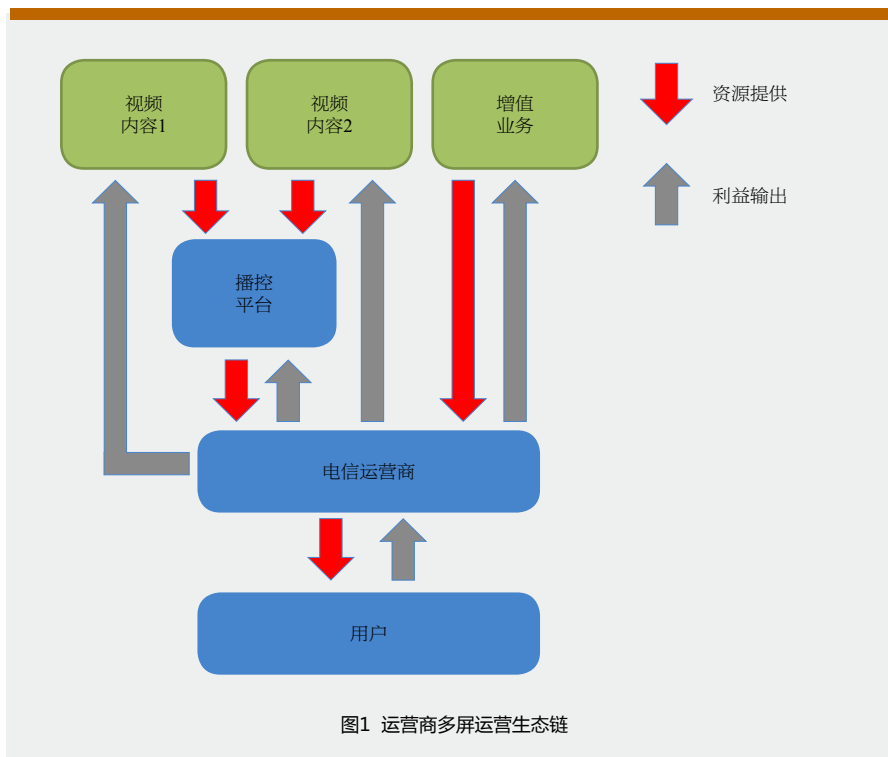 视频
内容1
视频
内容2
增值
业务
资源提供
利益输出
播控
平台
电信运营商
用户
图1 运营商多屏运营生态链